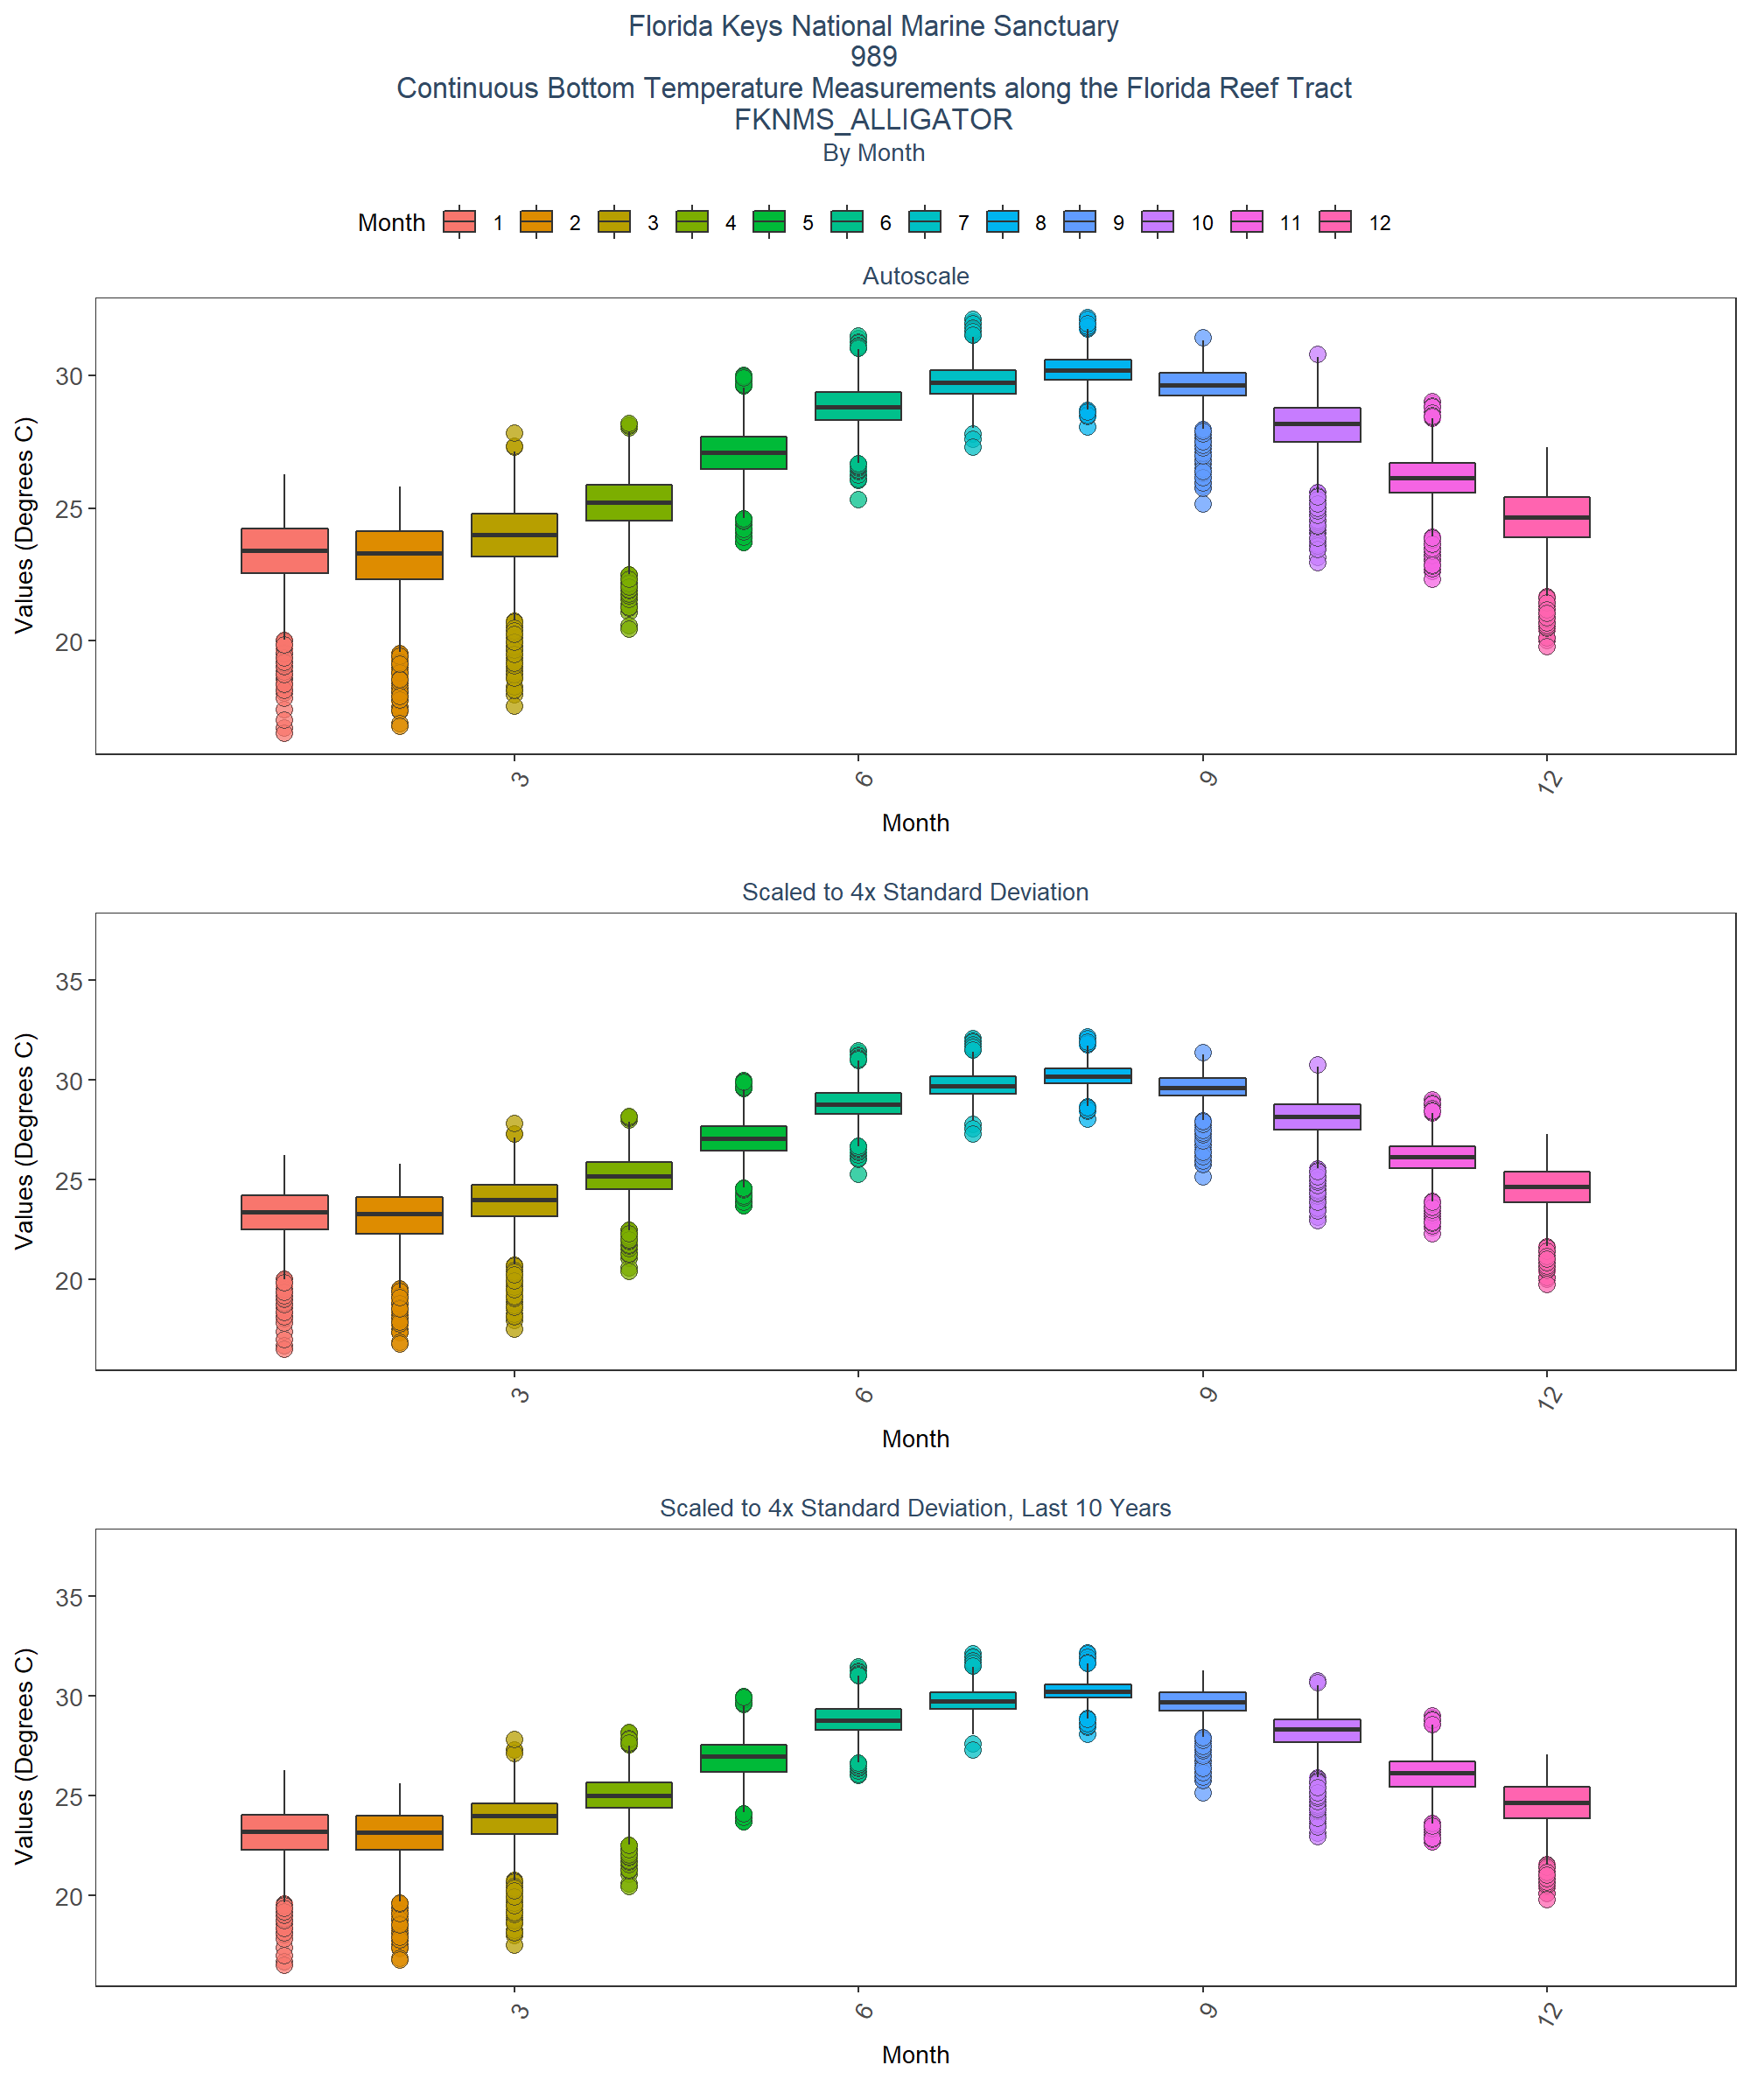 Florida Keys National Marine Sanctuary
989
Continuous Bottom Temperature Measurements along the Florida Reef Tract
FKNMS_ALLIGATOR
By Month
Month 1 2 3 4 5 6 7 8 9 10 11 12
Autoscale
Values (Degrees C)
30
25
20
3 6 9 12
Month
Scaled to 4x Standard Deviation
Values (Degrees C)
35
30
25
20
3 6 9 12
Month
Scaled to 4x Standard Deviation, Last 10 Years
Values (Degrees C)
35
30
25
20
3 6 9 12
Month